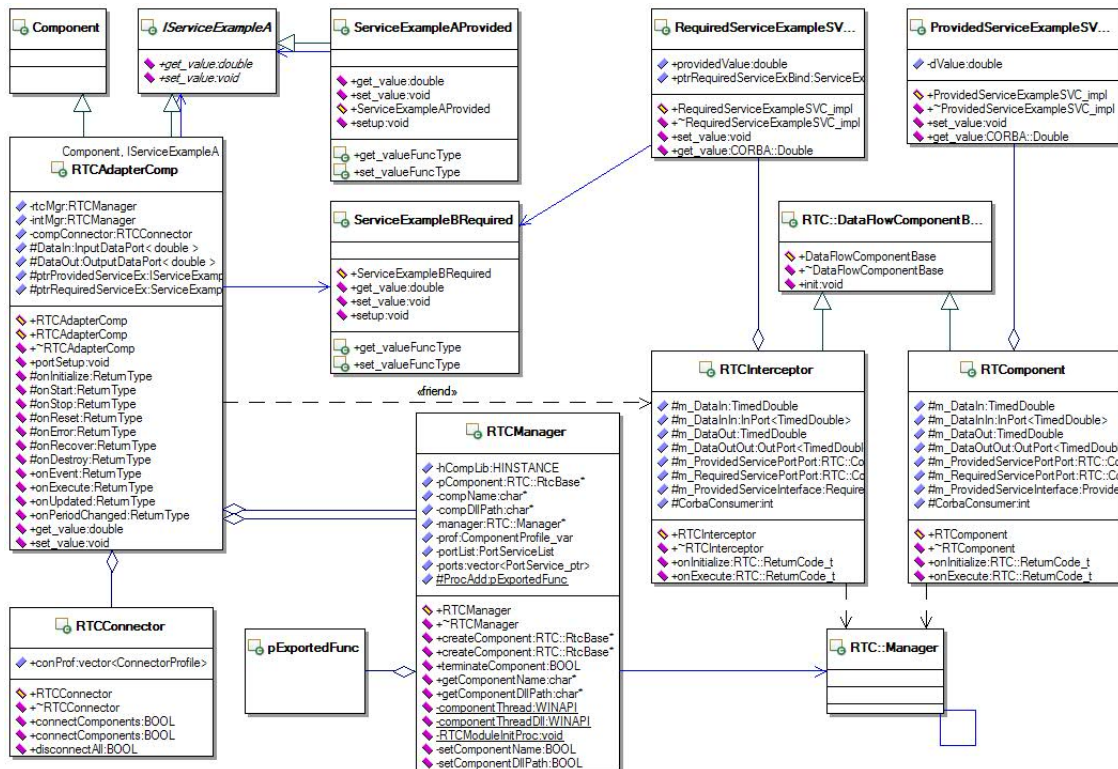 Component
IServiceExampleA
+get_value:double
+set_value:void
ServiceExampleAProvided
+get_value:double
+set_value:void
+ServiceExampleAProvided
+setup:void
+get_valueFuncType
+set_valueFuncType
RequiredServiceExampleSV...
+providedValue:double
+ptrRequiredServiceExBind:ServiceEx
+RequiredServiceExampleSVC_impl
+~RequiredServiceExampleSVC_impl
+set_value:void
+get_value:CORBA::Double
ProvidedServiceExampleSV...
-dValue:double
+ProvidedServiceExampleSVC_impl
+~ProvidedServiceExampleSVC_impl
+set_value:void
+get_value:CORBA::Double
Component, IServiceExampleA
RTCAdapterComp
-rtcMgr:RTCManager
-intMgr:RTCManager
-compConnector:RTCConnector
#DataIn:InputDataPort< double >
#DataOut:OutputDataPort< double >
#ptrProvidedServiceEx:IServiceExamp
#ptrRequiredServiceEx:ServiceExamp
+RTCAdapterComp
+RTCAdapterComp
+~RTCAdapterComp
+portSetup:void
#onInitialize:ReturnType
#onStart:ReturnType
#onStop:ReturnType
#onReset:ReturnType
#onError:ReturnType
#onRecover:ReturnType
#onDestroy:ReturnType
+onEvent:ReturnType
+onExecute:ReturnType
+onUpdated:ReturnType
+onPeriodChanged:ReturnType
+get_value:double
+set_value:void
ServiceExampleBRequired
+ServiceExampleBRequired
+get_value:double
+set_value:void
+setup:void
+get_valueFuncType
+set_valueFuncType
RTC::DataFlowComponentB...
+DataFlowComponentBase
+~DataFlowComponentBase
+init:void
«friend»
RTCInterceptor
#m_DataIn:TimedDouble
#m_DataInIn:InPort<TimedDouble>
#m_DataOut:TimedDouble
#m_DataOutOut:OutPort<TimedDoubl
#m_ProvidedServicePortPort:RTC::Co
#m_RequiredServicePortPort:RTC::Co
#m_ProvidedServiceInterface:Require
#CorbaConsumer:int
+RTCInterceptor
+~RTCInterceptor
+onInitialize:RTC::ReturnCode_t
+onExecute:RTC::ReturnCode_t
RTComponent
#m_DataIn:TimedDouble
#m_DataInIn:InPort<TimedDouble>
#m_DataOut:TimedDouble
#m_DataOutOut:OutPort<TimedDoubl
#m_ProvidedServicePortPort:RTC::Co
#m_RequiredServicePortPort:RTC::Co
#m_ProvidedServiceInterface:Provide
#CorbaConsumer:int
+RTComponent
+~RTComponent
+onInitialize:RTC::ReturnCode_t
+onExecute:RTC::ReturnCode_t
RTCManager
-hCompLib:HINSTANCE
-pComponent:RTC::RtcBase*
-compName:char*
-compDllPath:char*
-manager:RTC::Manager*
-prof:ComponentProfile_var
-portList:PortServiceList
-ports:vector<PortService_ptr>
#ProcAdd:pExportedFunc
+RTCManager
+~RTCManager
+createComponent:RTC::RtcBase*
+createComponent:RTC::RtcBase*
+terminateComponent:BOOL
+getComponentName:char*
+getComponentDllPath:char*
-componentThread:WINAPI
-componentThreadDll:WINAPI
-RTCModuleInitProc:void
-setComponentName:BOOL
-setComponentDllPath:BOOL
RTCConnector
+conProf:vector<ConnectorProfile>
+RTCConnector
+~RTCConnector
+connectComponents:BOOL
+connectComponents:BOOL
+disconnectAll:BOOL
pExportedFunc
RTC::Manager